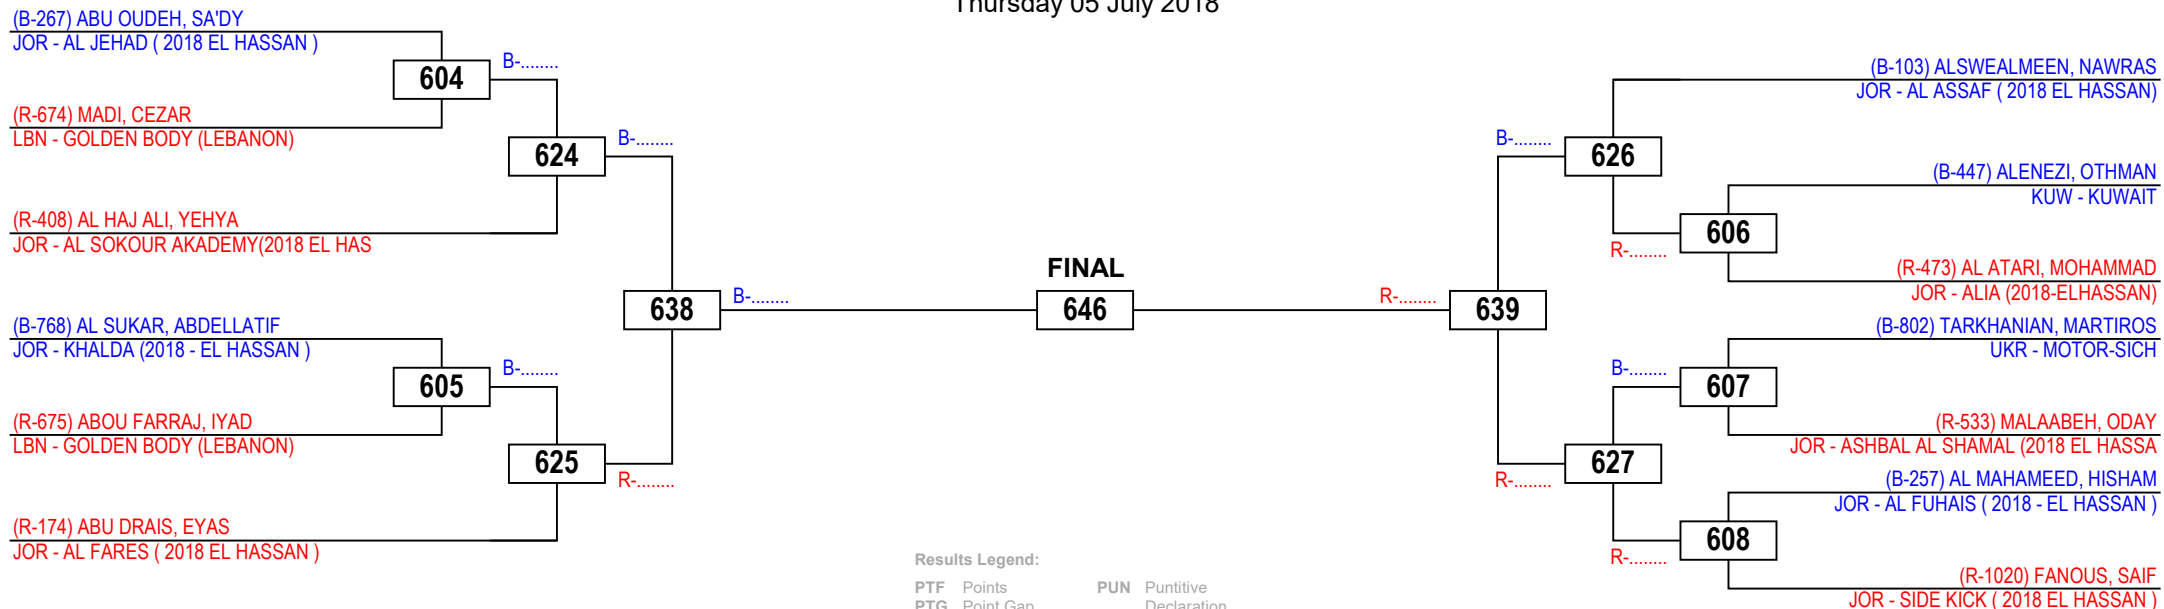 Thursday 05 July 2018
(B-267) ABU OUDEH, SA'DY
JOR - AL JEHAD ( 2018 EL HASSAN )
604
B-........
(R-674) MADI, CEZAR
LBN - GOLDEN BODY (LEBANON)
624
B-........
(R-408) AL HAJ ALI, YEHYA
JOR - AL SOKOUR AKADEMY(2018 EL HAS
638
B-........
(B-768) AL SUKAR, ABDELLATIF
JOR - KHALDA (2018 - EL HASSAN )
605
B-........
(R-675) ABOU FARRAJ, IYAD
LBN - GOLDEN BODY (LEBANON)
625
R-........
(R-174) ABU DRAIS, EYAS
JOR - AL FARES ( 2018 EL HASSAN )
FINAL
646
(B-103) ALSWEALMEEN, NAWRAS
JOR - AL ASSAF ( 2018 EL HASSAN)
B-........
626
(B-447) ALENEZI, OTHMAN
KUW - KUWAIT
R-........
606
(R-473) AL ATARI, MOHAMMAD
JOR - ALIA (2018-ELHASSAN)
R-........
639
(B-802) TARKHANIAN, MARTIROS
UKR - MOTOR-SICH
B-........
607
(R-533) MALAABEH, ODAY
JOR - ASHBAL AL SHAMAL (2018 EL HASSA
R-........
627
(B-257) AL MAHAMEED, HISHAM
JOR - AL FUHAIS ( 2018 - EL HASSAN )
R-........
608
(R-1020) FANOUS, SAIF
JOR - SIDE KICK ( 2018 EL HASSAN )
Results Legend:
PTF Points PUN Puntitive
PTG Point Gap Declaration